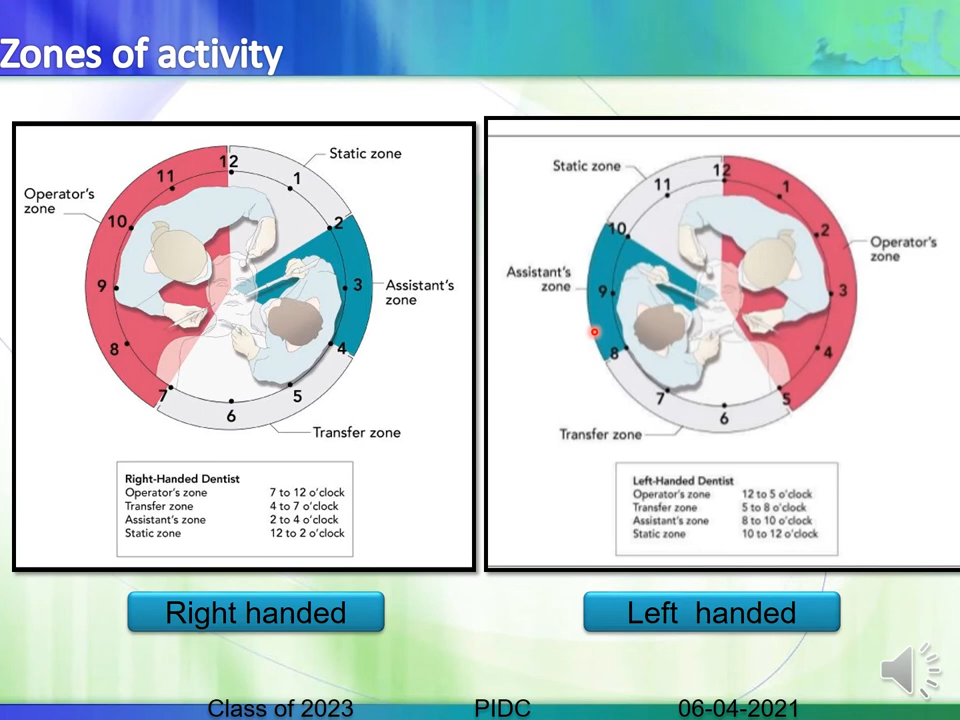 Zones of activity
12
Static zone
1
2
Operator's
zone
11
10
9
3
Assistant's
zone
8
4
7
5
6
Transfer zone
Right-Handed Dentist
Operator's zone 7 to 12 o'clock
Transfer zone 4 to 7 o'clock
Assistant's zone 2 to 4 o'clock
Static zone 12 to 2 o'clock
Right handed
Static zone
12
11
1
10
2
Operator's
zone
Assistant's
zone
9
3
8
4
7
5
6
Transfer zone
Left-Handed Dentist
Operator's zone 12 to 5 o'clock
Transfer zone 5 to 8 o'clock
Assistant's zone 8 to 10 o'clock
Static zone 10 to 12 o'clock
Left handed
Class of 2023 PIDC 06-04-2021